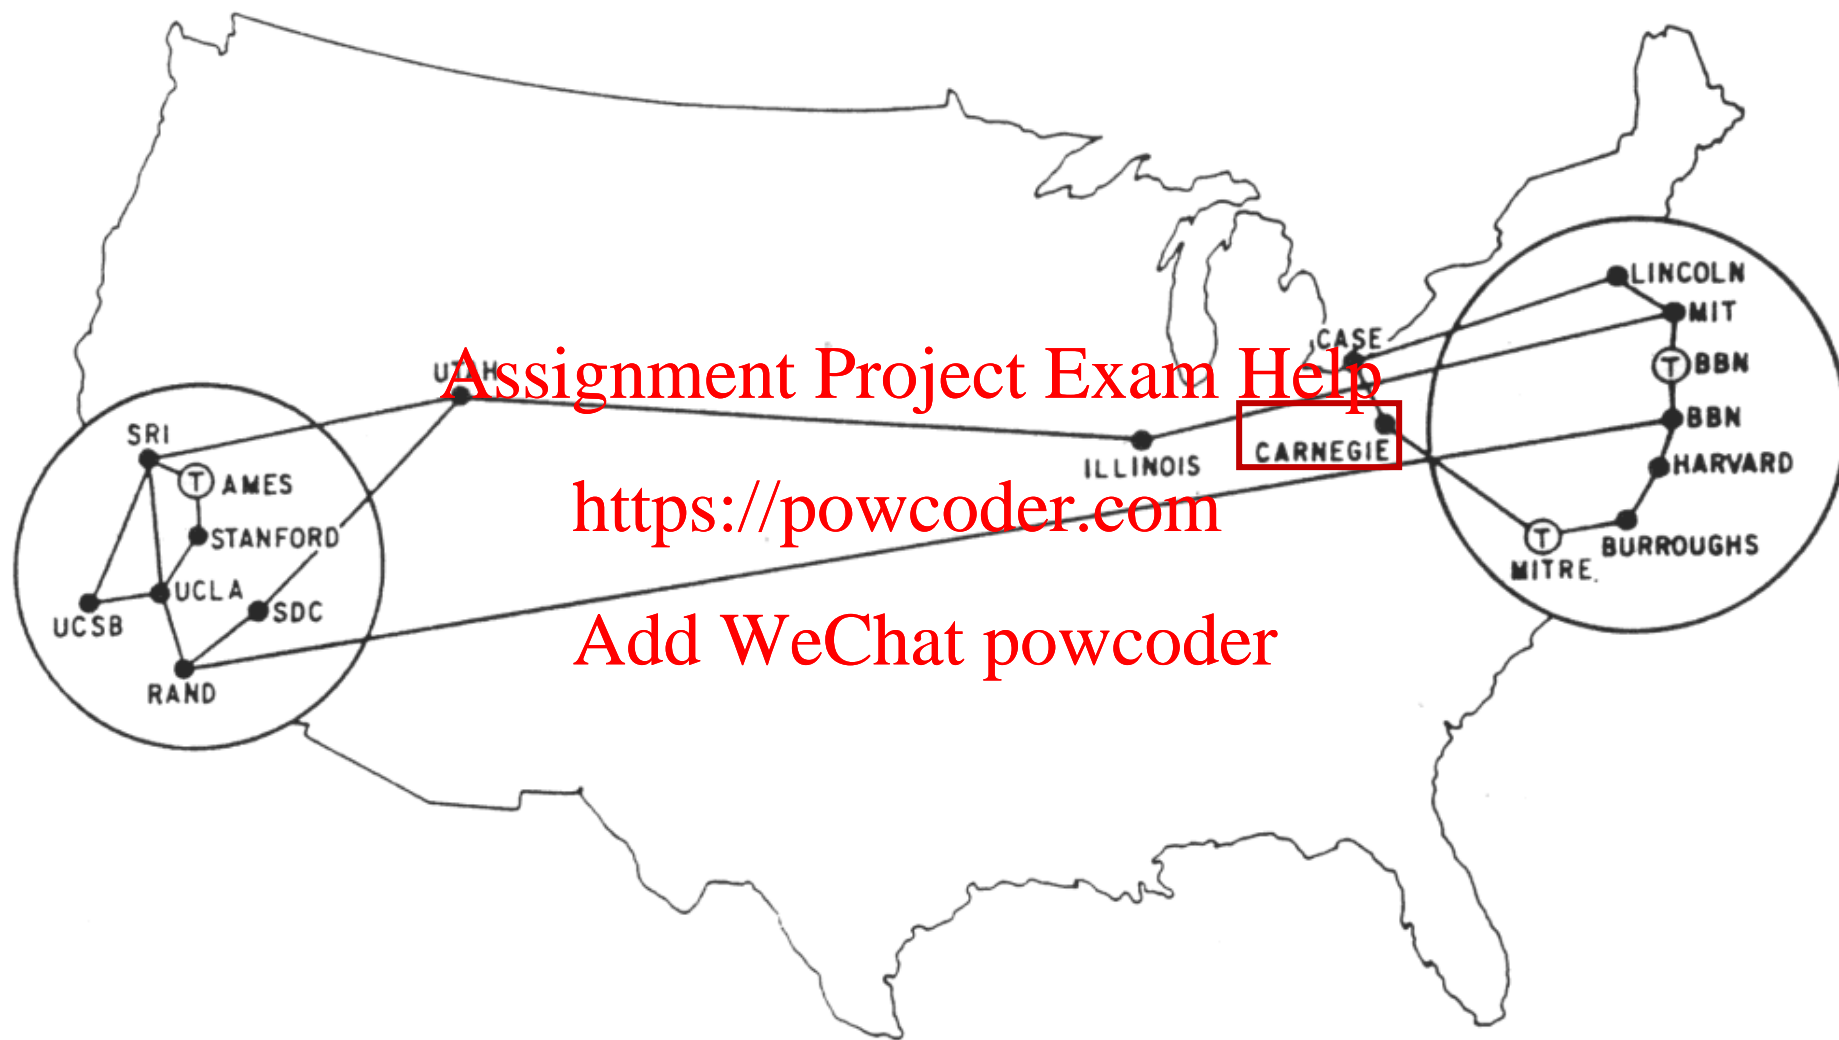 LINCOLN
MIT
CASE
T BBN
Assignment Project Exam Help
UTAH
BBN
SRI
CARNEGIE
ILLINOIS
HARVARD
T AMES
https://powcoder.com
STANFORD
T
BURROUGHS
MITRE.
UCLA
SDC
UCSB
Add WeChat powcoder
RAND